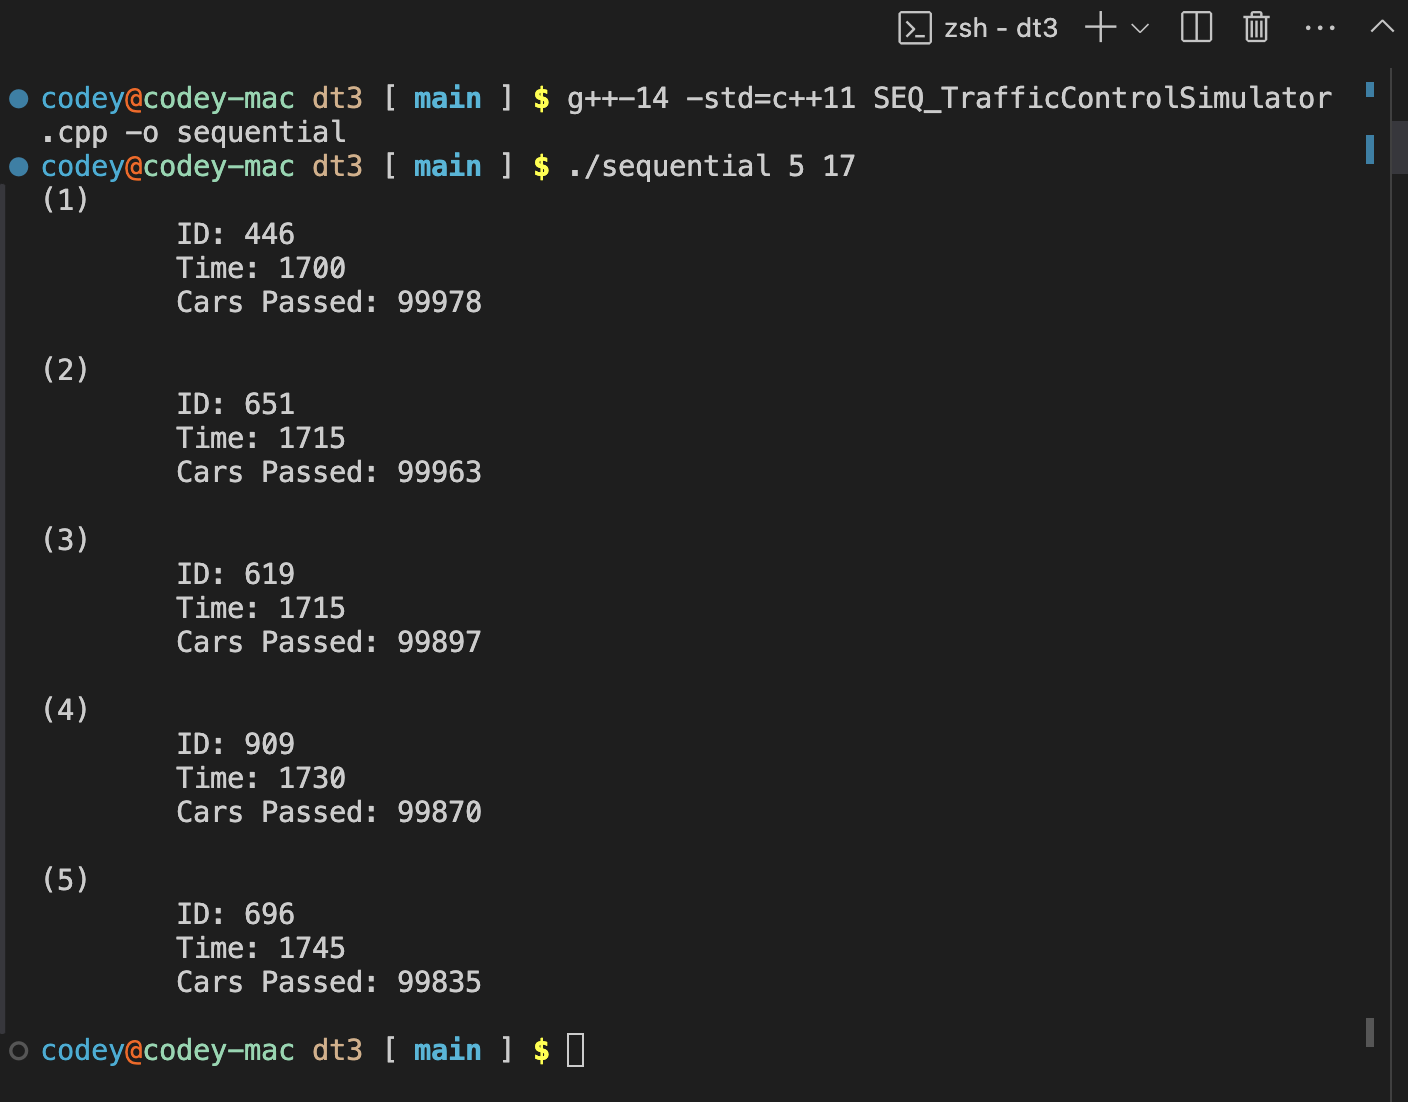 zsh - dt3
codey@codey-mac dt3 [ main ] $ g++-14 -std=c++11 SEQ_TrafficControlSimulator
.cpp -o sequential
codey@codey-mac dt3 [ main ] $ ./sequential 5 17
(1)
ID: 446
Time: 1700
Cars Passed: 99978
(2)
ID: 651
Time: 1715
Cars Passed: 99963
(3)
ID: 619
Time: 1715
Cars Passed: 99897
(4)
ID: 909
Time: 1730
Cars Passed: 99870
(5)
ID: 696
Time: 1745
Cars Passed: 99835
codey@codey-mac dt3 [ main ] $